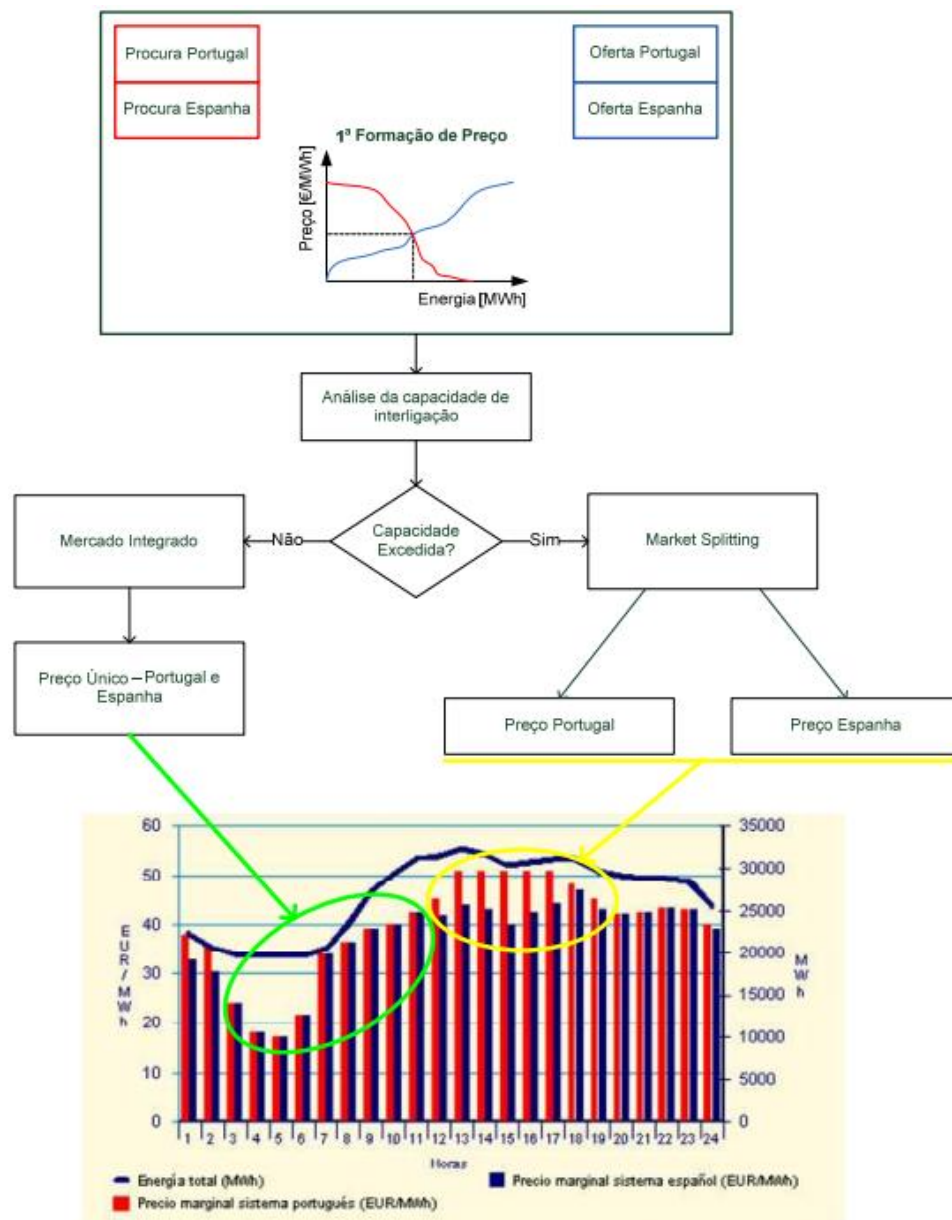 Procura Portugal
Procura Espanha
Oferta Portugal
Oferta Espanha
1ª Formação de Preço
Preço [€/MWh]
Energia [MWh]
Análise da capacidade de
interligação
Capacidade
Excedida?
Não
Sim
Mercado Integrado
Market Splitting
Preço Único – Portugal e
Espanha
Preço Portugal
Preço Espanha
60
50
40
30
20
10
0
EUR/MWh
35000
30000
25000
20000
15000
10000
5000
0
MWh
1 2 3 4 5 6 7 8 9 10 11 12 13 14 15 16 17 18 19 20 21 22 23 24
Horas
Energía total (MWh)
Precio marginal sistema español (EUR/MWh)
Precio marginal sistema portugués (EUR/MWh)